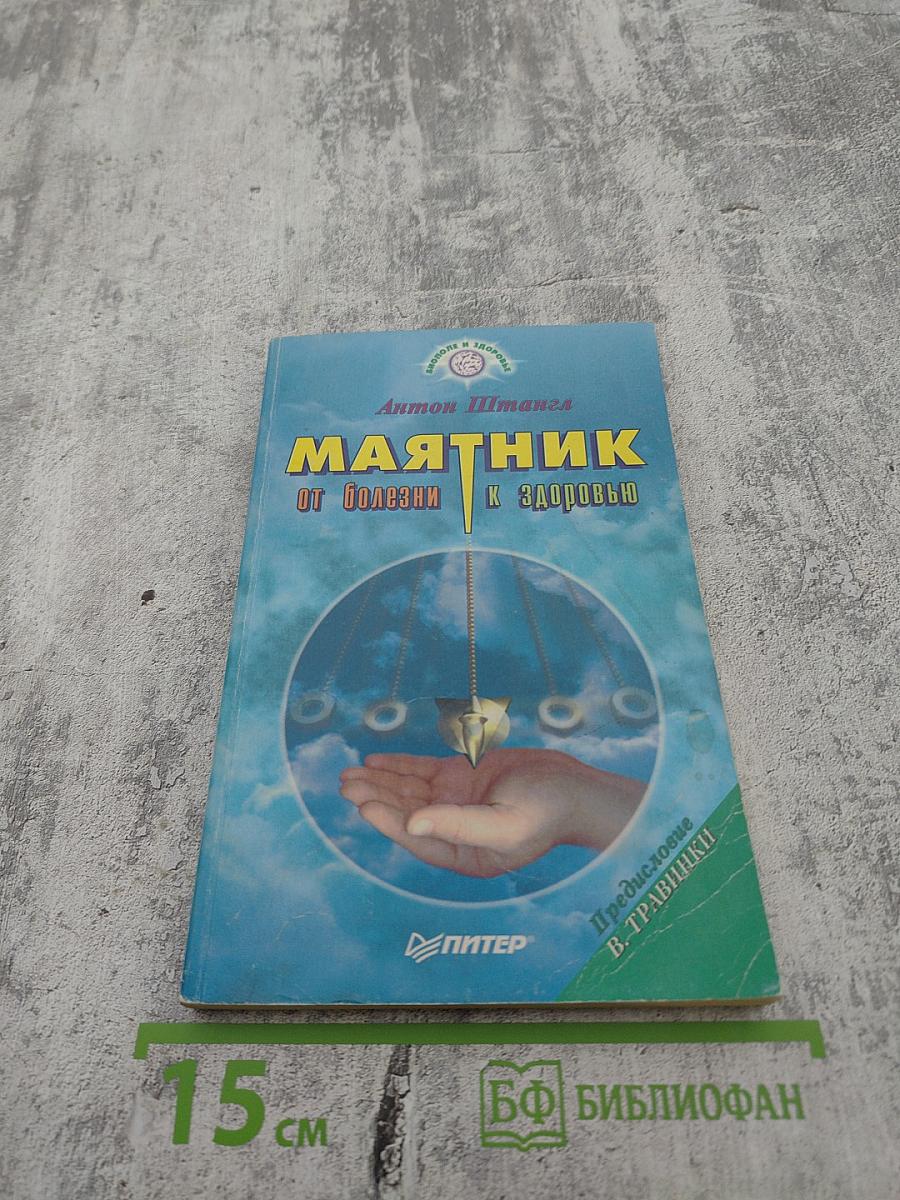 БИОПОЛЕ И ЗДОРОВЬЕ
Антон Штангл
МАЯТНИК
от болезни к здоровью
Предисловие
В. ТРАВИНКИ
ПИТЕР®
15 см
БФ БИБЛИОФАН